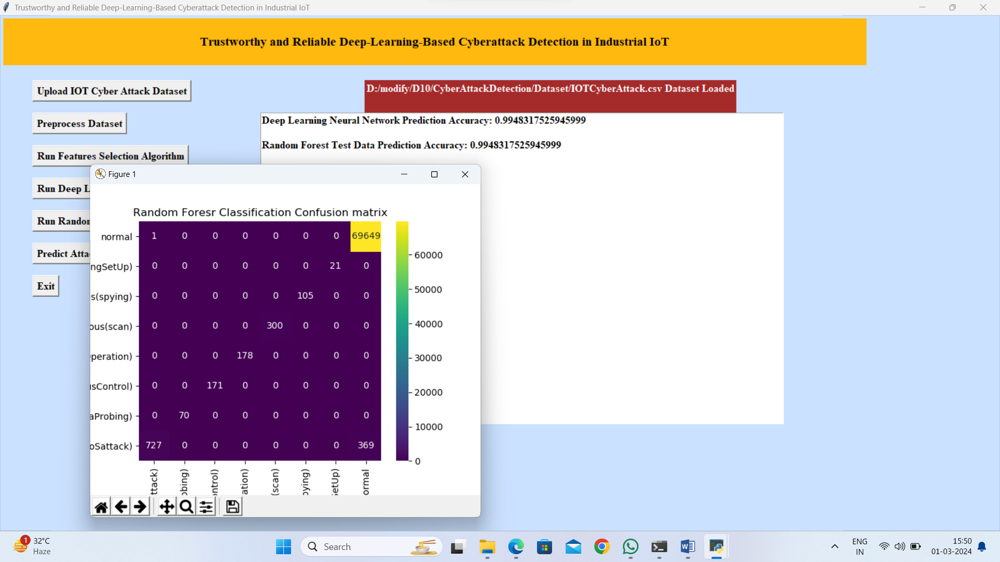 Trustworthy and Reliable Deep-Learning-Based Cyberattack Detection in Industrial IoT
Trustworthy and Reliable Deep-Learning-Based Cyberattack Detection in Industrial IoT
Upload IOT Cyber Attack Dataset
D:/modify/D10/CyberAttackDetection/Dataset/IOTCyberAttack.csv Dataset Loaded
Preprocess Dataset
Deep Learning Neural Network Prediction Accuracy: 0.9948317525945999
Random Forest Test Data Prediction Accuracy: 0.9948317525945999
Run Features Selection Algorithm
Run Deep L
Run Random
Predict Atta
Exit
Figure 1
Random Foresr Classification Confusion matrix
normal 1 0 0 0 0 0 0 69649
ngSetUp) 0 0 0 0 0 0 21 0
s(spying) 0 0 0 0 0 105 0 0
ous(scan) 0 0 0 0 300 0 0 0
peration) 0 0 0 178 0 0 0 0
usControl) 0 0 171 0 0 0 0 0
aProbing) 0 70 0 0 0 0 0 0
oSattack) 727 0 0 0 0 0 0 369
60000
50000
40000
30000
20000
10000
0
ttack)
bbing)
ntrol)
ation)
(scan)
pying)
SetUp)
ormal
1
32°C
Haze
Search
ENG
IN
15:50
01-03-2024